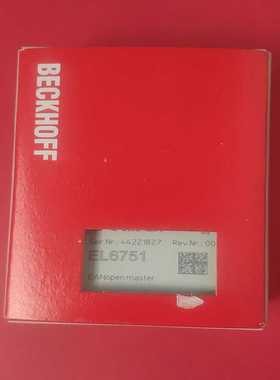 BECKHOFF
Ser.Nr.: 44221827 Rev.Nr.: 00
EL6751
CANopen master